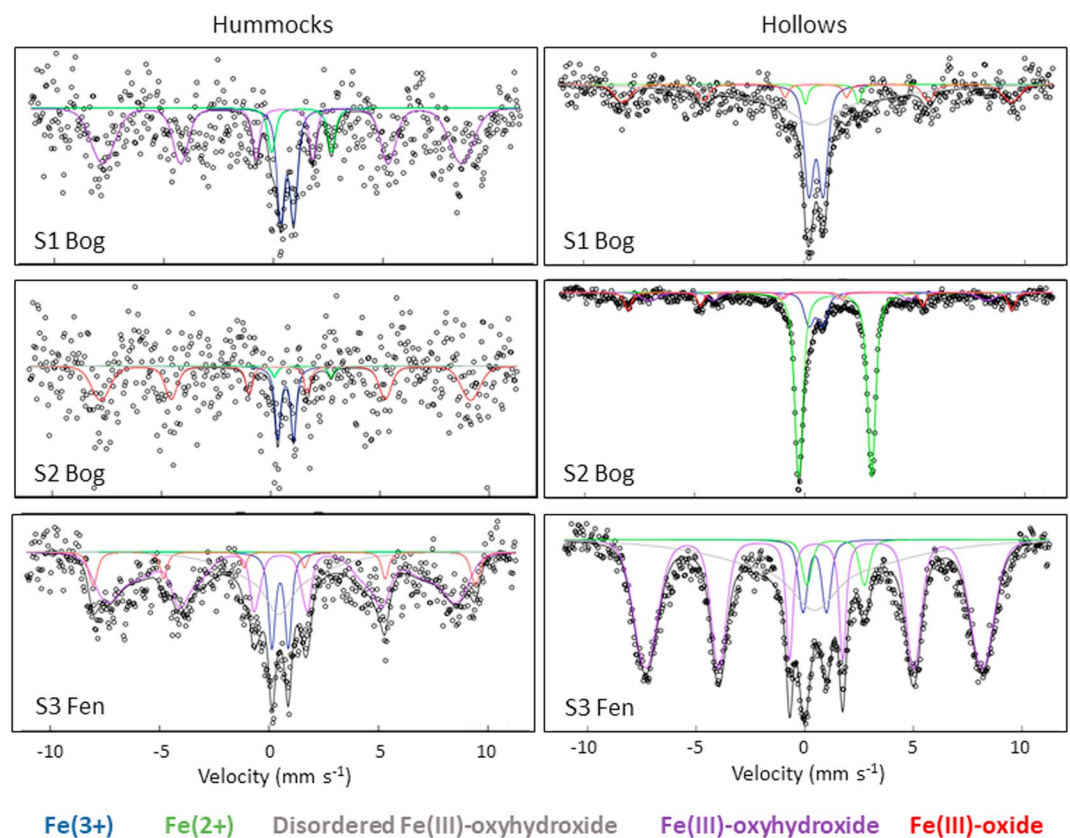 Hummocks
Hollows
S1 Bog
S1 Bog
S2 Bog
S2 Bog
S3 Fen
S3 Fen
-10 -5 0 5 10
-10 -5 0 5 10
Velocity (mm s⁻¹)
Velocity (mm s⁻¹)
Fe(3+) Fe(2+) Disordered Fe(III)-oxyhydroxide Fe(III)-oxyhydroxide Fe(III)-oxide